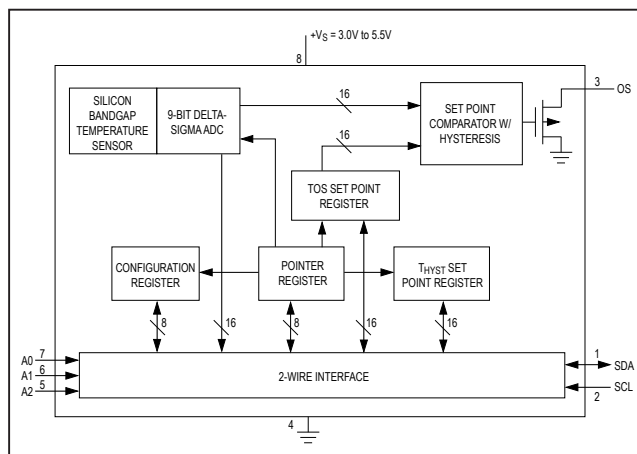 +VS = 3.0V to 5.5V
8
SILICON
BANDGAP
TEMPERATURE
SENSOR
9-BIT DELTA-
SIGMA ADC
16
16
SET POINT
COMPARATOR W/
HYSTERESIS
3
OS
TOS SET POINT
REGISTER
CONFIGURATION
REGISTER
POINTER
REGISTER
THYST SET
POINT REGISTER
8
16
8
16
16
A0
7
A1
6
A2
5
2-WIRE INTERFACE
1
SDA
SCL
2
4